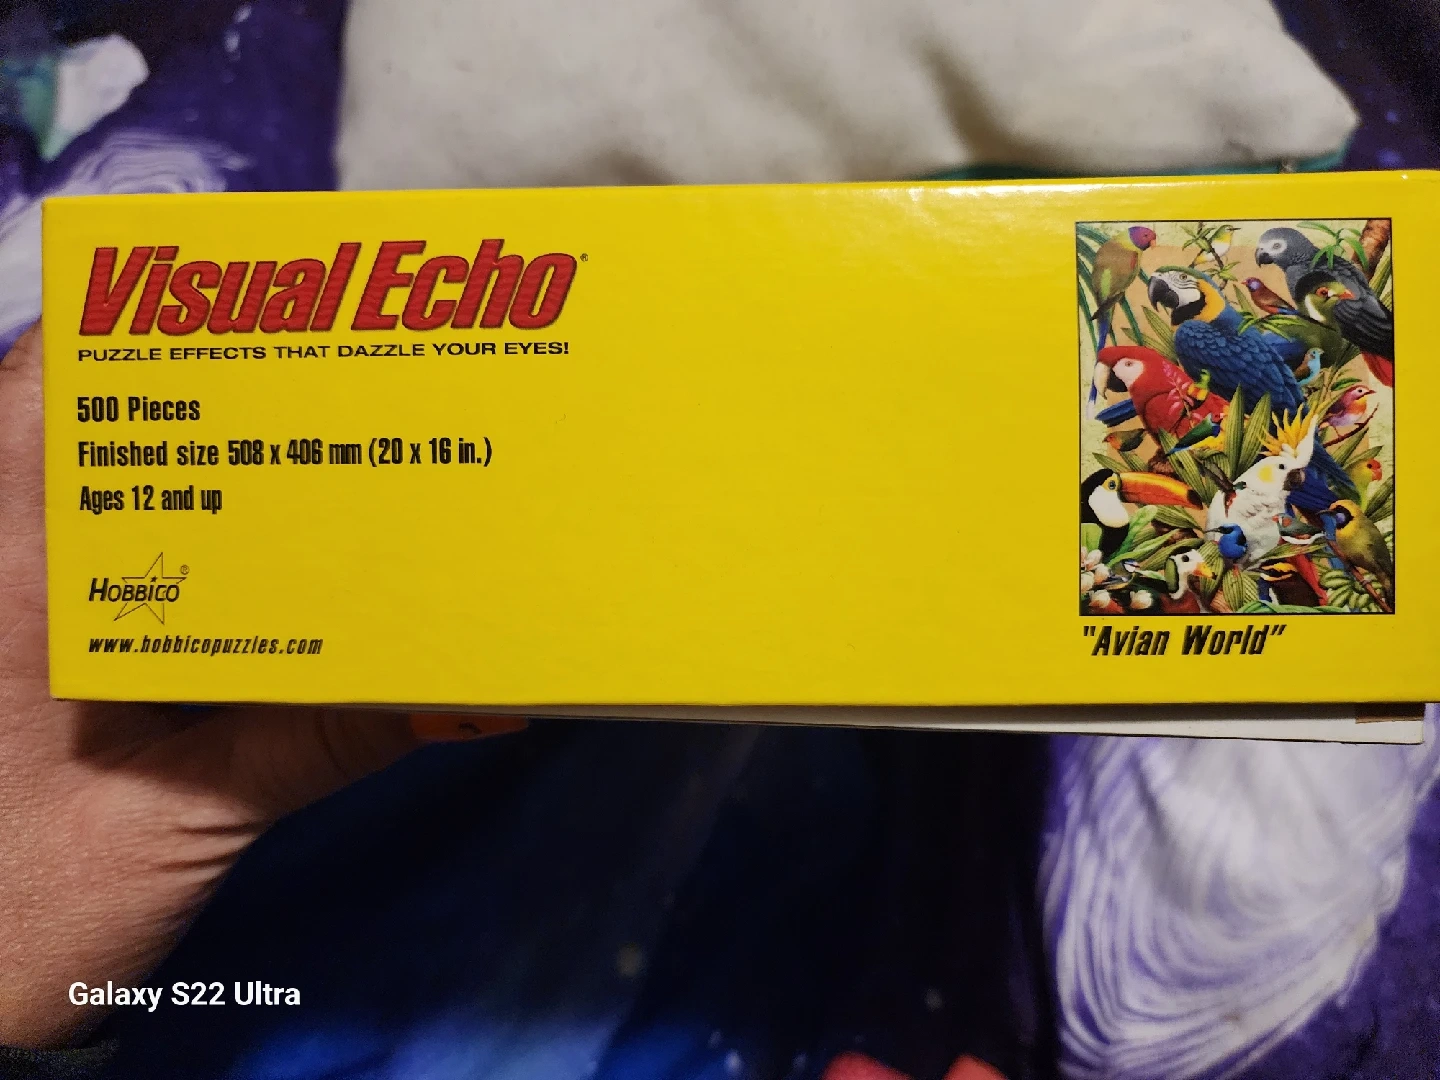 Visual Echo®
PUZZLE EFFECTS THAT DAZZLE YOUR EYES!
500 Pieces
Finished size 508 x 406 mm (20 x 16 in.)
Ages 12 and up
HOBBICO®
www.hobbicopuzzles.com
"Avian World"
Galaxy S22 Ultra